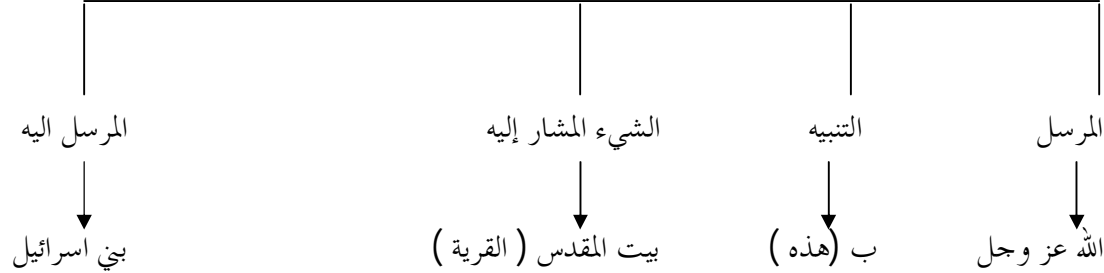 المرسل التنبيه الشيء المشار إليه المرسل اليه
الله عز وجل ب (هذه ) بيت المقدس ( القرية ) بني اسرائيل